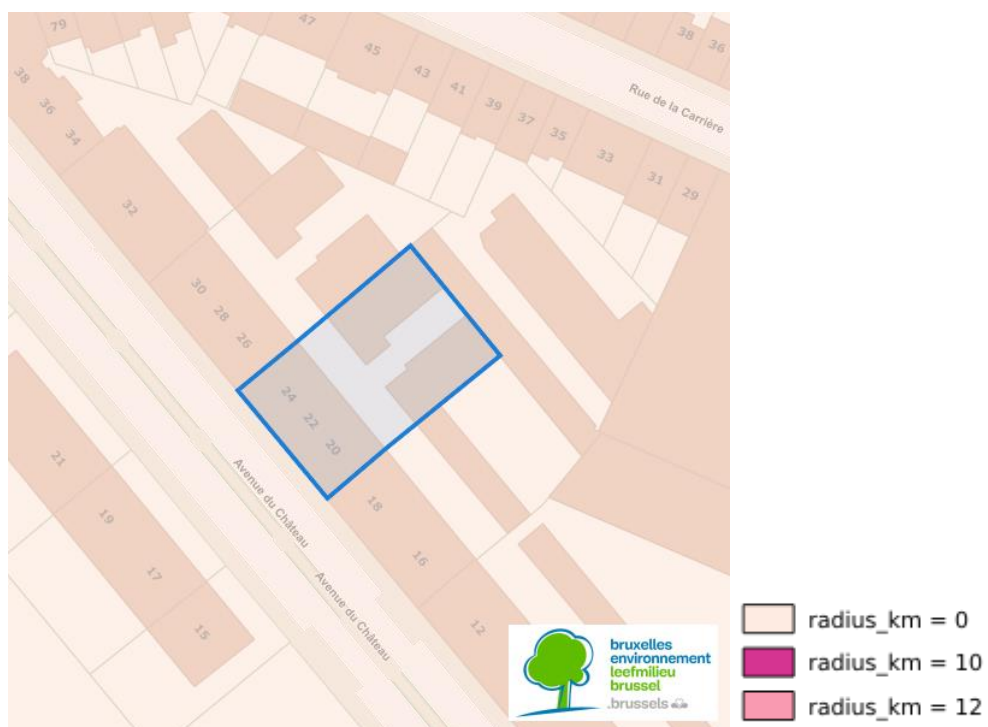 79
47
45
38
36
38
43
41
Rue de la Carrière
36
39
37
34
35
33
31
29
32
30
28
26
24
22
20
21
Avenue du Château
18
19
16
17
Avenue du Château
15
12
bruxelles
environnement
leefmilieu
brussel
.brussels
radius_km = 0
radius_km = 10
radius_km = 12